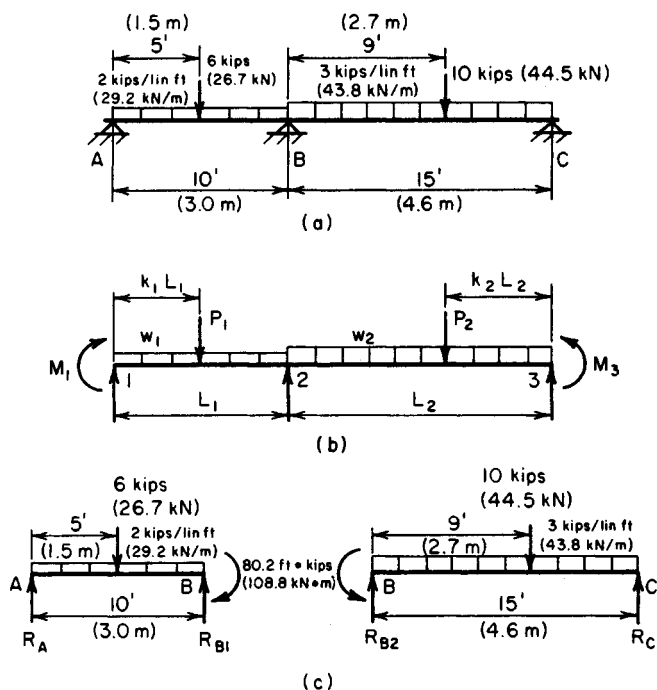 (1.5 m)
5'
6 kips
(26.7 kN)
2 kips/lin ft
(29.2 kN/m)
(2.7 m)
9'
3 kips/lin ft
(43.8 kN/m)
10 kips (44.5 kN)
A
B
C
10'
(3.0 m)
15'
(4.6 m)
(a)
k₁ L₁
P₁
w₁
k₂ L₂
P₂
w₂
M₁
1
2
3
M₃
L₁
L₂
(b)
6 kips
(26.7 kN)
5'
(1.5 m)
2 kips/lin ft
(29.2 kN/m)
A
B
10'
(3.0 m)
R_A
R_B1
80.2 ft•kips
(108.8 kN•m)
10 kips
(44.5 kN)
9'
(2.7 m)
3 kips/lin ft
(43.8 kN/m)
B
C
15'
(4.6 m)
R_B2
R_C
(c)